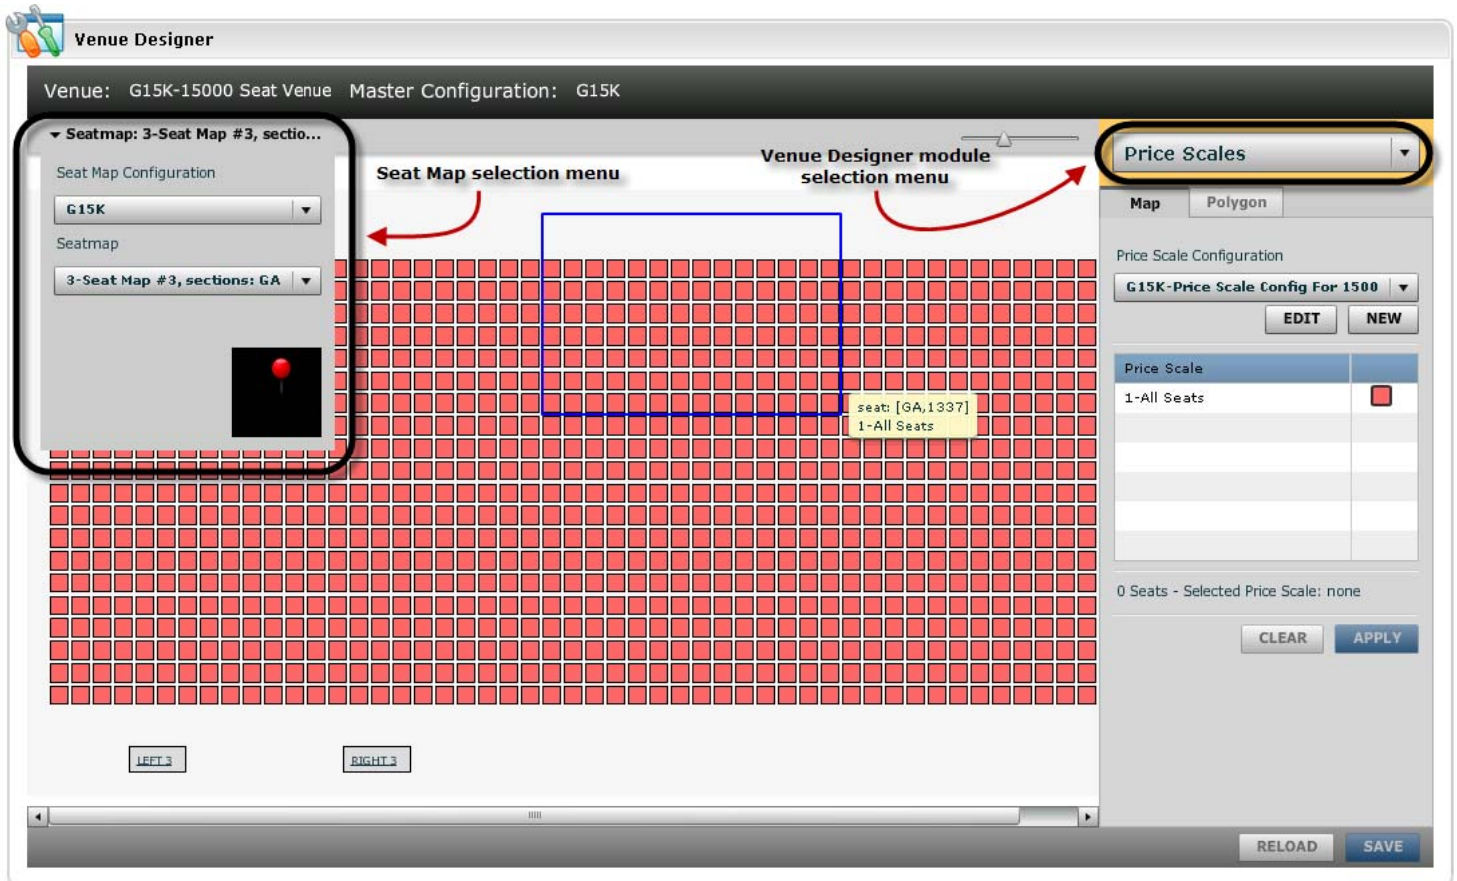 Venue Designer
Venue: G15K-15000 Seat Venue Master Configuration: G15K
Seatmap: 3-Seat Map #3, sectio...
Seat Map Configuration
G15K
Seatmap
3-Seat Map #3, sections: GA
Seat Map selection menu
Venue Designer module
selection menu
seat: [GA,1337]
1-All Seats
LEFT 3
RIGHT 3
Price Scales
Map
Polygon
Price Scale Configuration
G15K-Price Scale Config For 1500
EDIT
NEW
Price Scale
1-All Seats
0 Seats - Selected Price Scale: none
CLEAR
APPLY
RELOAD
SAVE